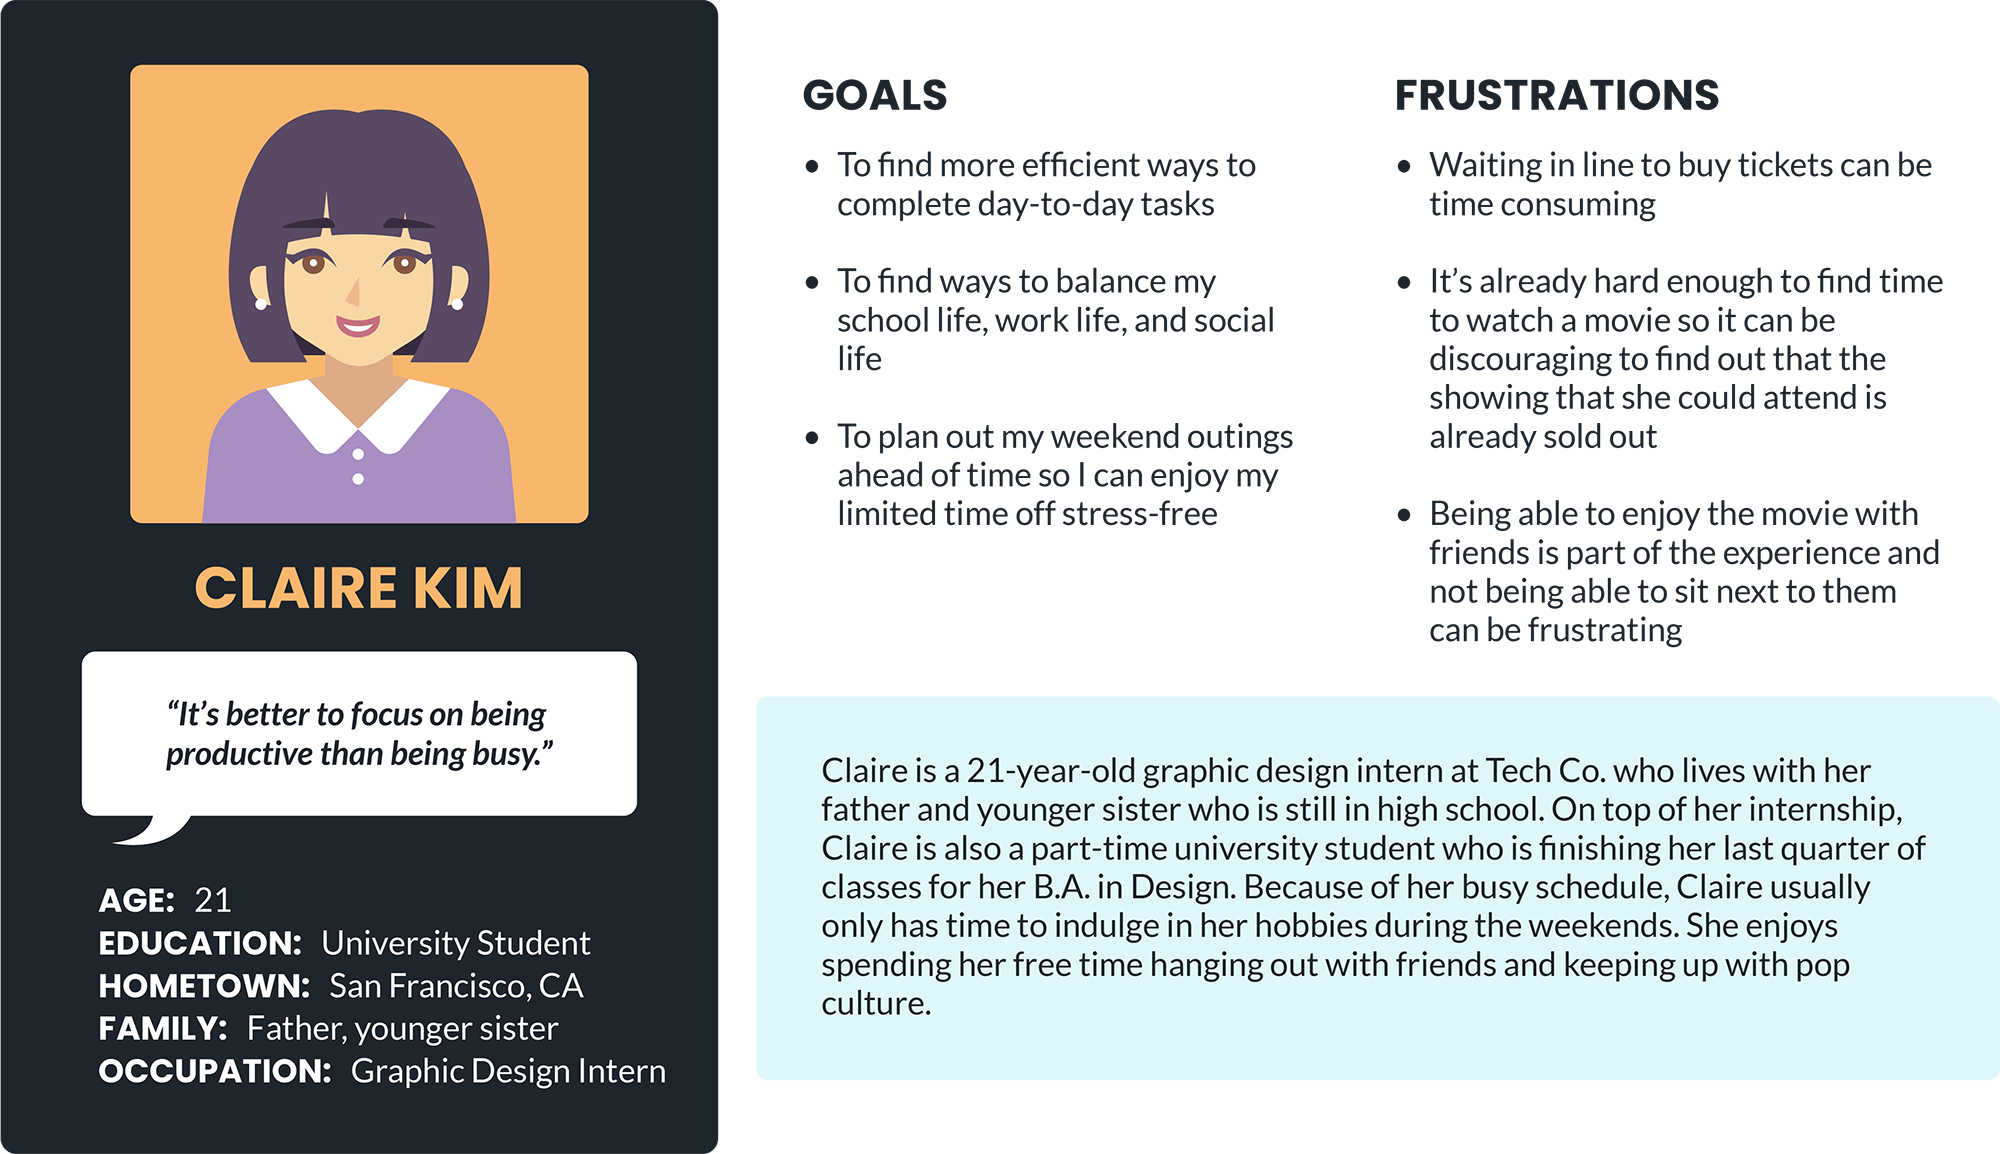 CLAIRE KIM
“It’s better to focus on being
productive than being busy.”
AGE: 21
EDUCATION: University Student
HOMETOWN: San Francisco, CA
FAMILY: Father, younger sister
OCCUPATION: Graphic Design Intern
GOALS
• To find more efficient ways to
complete day-to-day tasks
• To find ways to balance my
school life, work life, and social
life
• To plan out my weekend outings
ahead of time so I can enjoy my
limited time off stress-free
FRUSTRATIONS
• Waiting in line to buy tickets can be
time consuming
• It’s already hard enough to find time
to watch a movie so it can be
discouraging to find out that the
showing that she could attend is
already sold out
• Being able to enjoy the movie with
friends is part of the experience and
not being able to sit next to them
can be frustrating
Claire is a 21-year-old graphic design intern at Tech Co. who lives with her
father and younger sister who is still in high school. On top of her internship,
Claire is also a part-time university student who is finishing her last quarter of
classes for her B.A. in Design. Because of her busy schedule, Claire usually
only has time to indulge in her hobbies during the weekends. She enjoys
spending her free time hanging out with friends and keeping up with pop
culture.